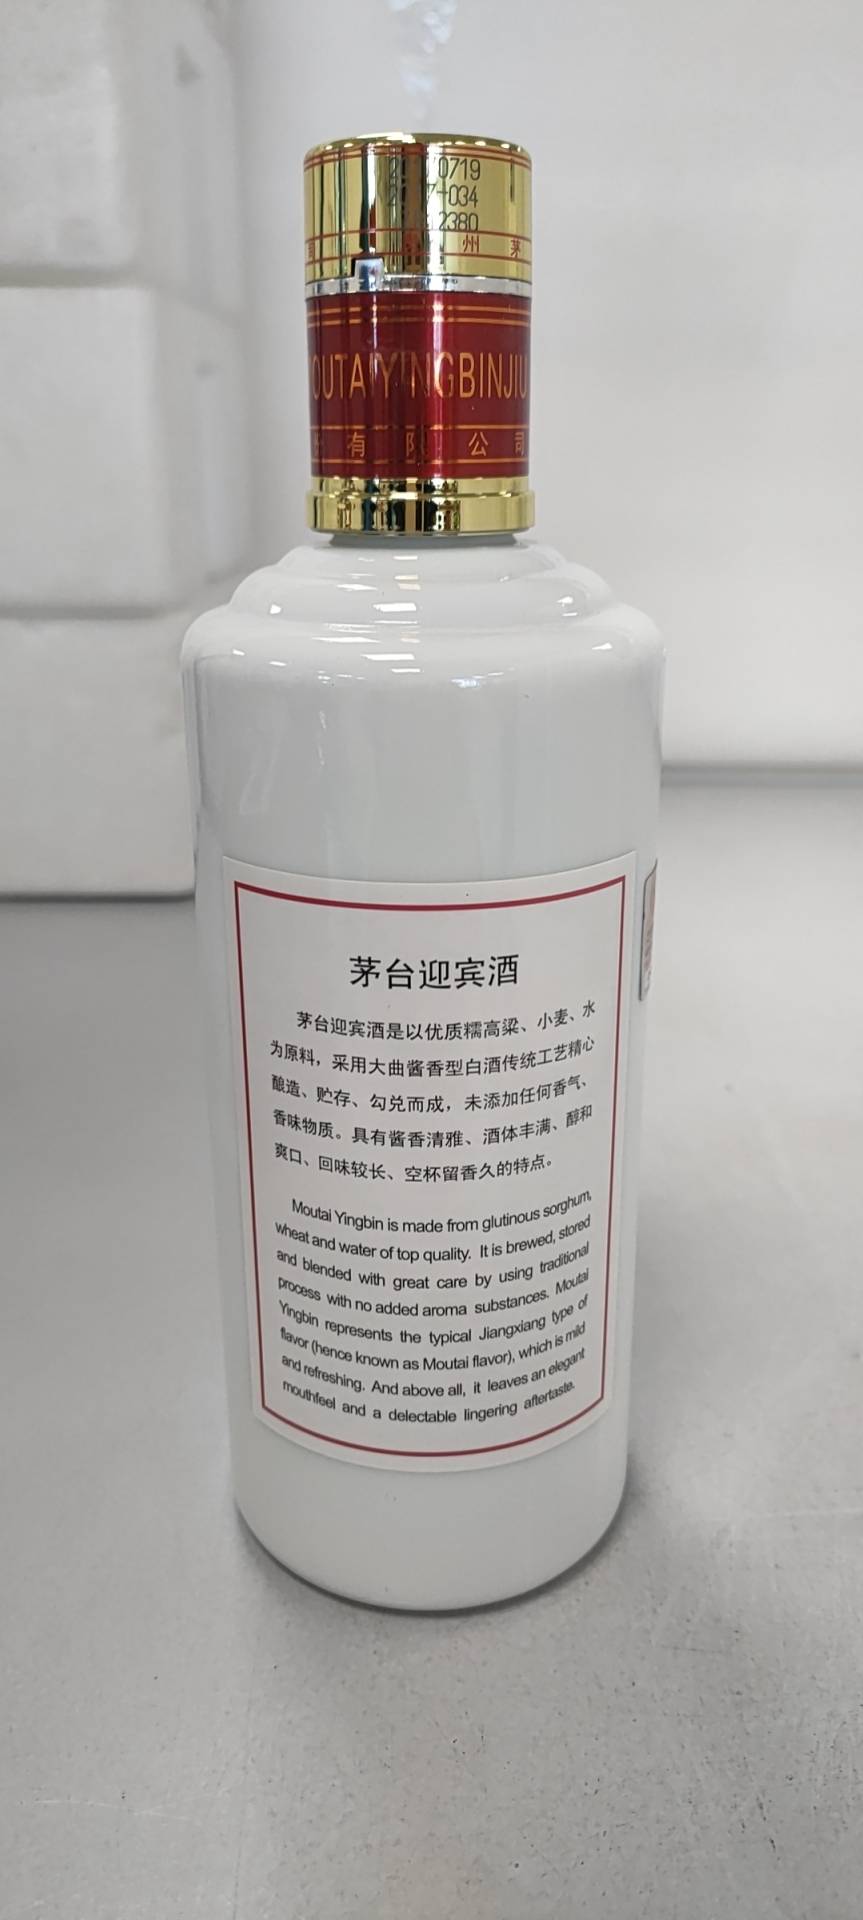 0719
-034
2380
州 茅
OUTAIYINGBINJIU
有 限 公 司
茅台迎宾酒
茅台迎宾酒是以优质糯高粱、小麦、水
为原料，采用大曲酱香型白酒传统工艺精心
酿造、贮存、勾兑而成，未添加任何香气、
香味物质。具有酱香清雅、酒体丰满、醇和
爽口、回味较长、空杯留香久的特点。
Moutai Yingbin is made from glutinous sorghum,
wheat and water of top quality. It is brewed, stored
and blended with great care by using traditional
process with no added aroma substances. Moutai
Yingbin represents the typical Jiangxiang type of
flavor (hence known as Moutai flavor), which is mild
and refreshing. And above all, it leaves an elegant
mouthfeel and a delectable lingering aftertaste.